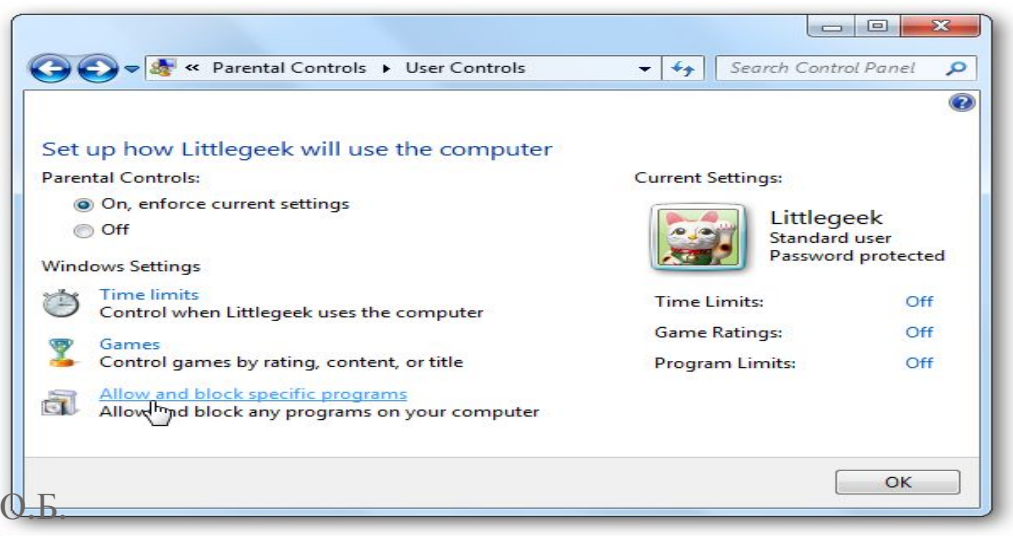 « Parental Controls ▸ User Controls
Search Control Panel
Set up how Littlegeek will use the computer
Parental Controls:
On, enforce current settings
Off
Windows Settings
Time limits
Control when Littlegeek uses the computer
Games
Control games by rating, content, or title
Allow and block specific programs
Allow and block any programs on your computer
Current Settings:
Littlegeek
Standard user
Password protected
Time Limits: Off
Game Ratings: Off
Program Limits: Off
OK
О.Б.